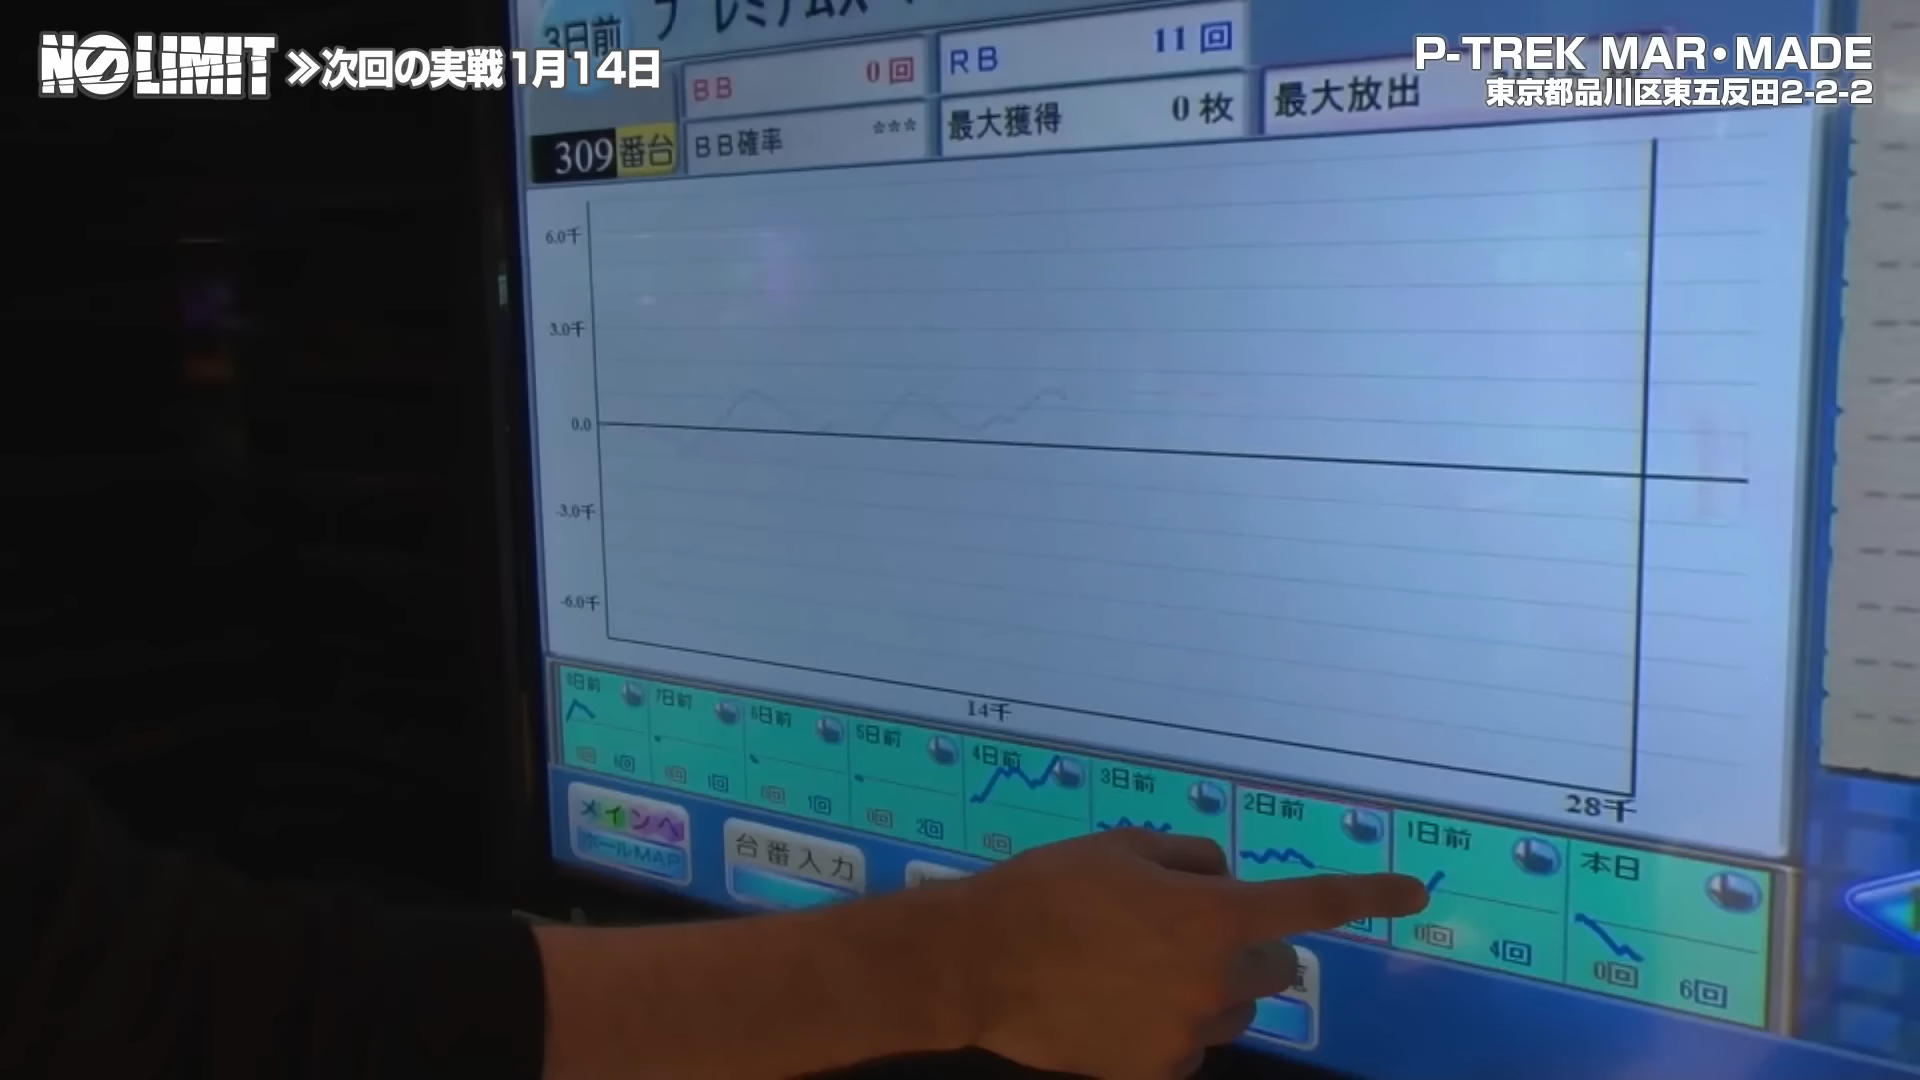 NO LIMIT ≫次回の実戦 1月14日
P-TREK MAR・MADE
東京都品川区東五反田2-2-2
3日前
BB 0回
RB 11回
309番台
BB確率 ***
最大獲得 0枚
最大放出
6.0千
3.0千
0.0
-3.0千
-6.0千
14千
28千
8日前
7日前
6日前
5日前
4日前
3日前
2日前
1日前
本日
0回 1回
0回 1回
0回 2回
0回
0回 4回
0回 6回
メインへ
ホールMAP
台番入力